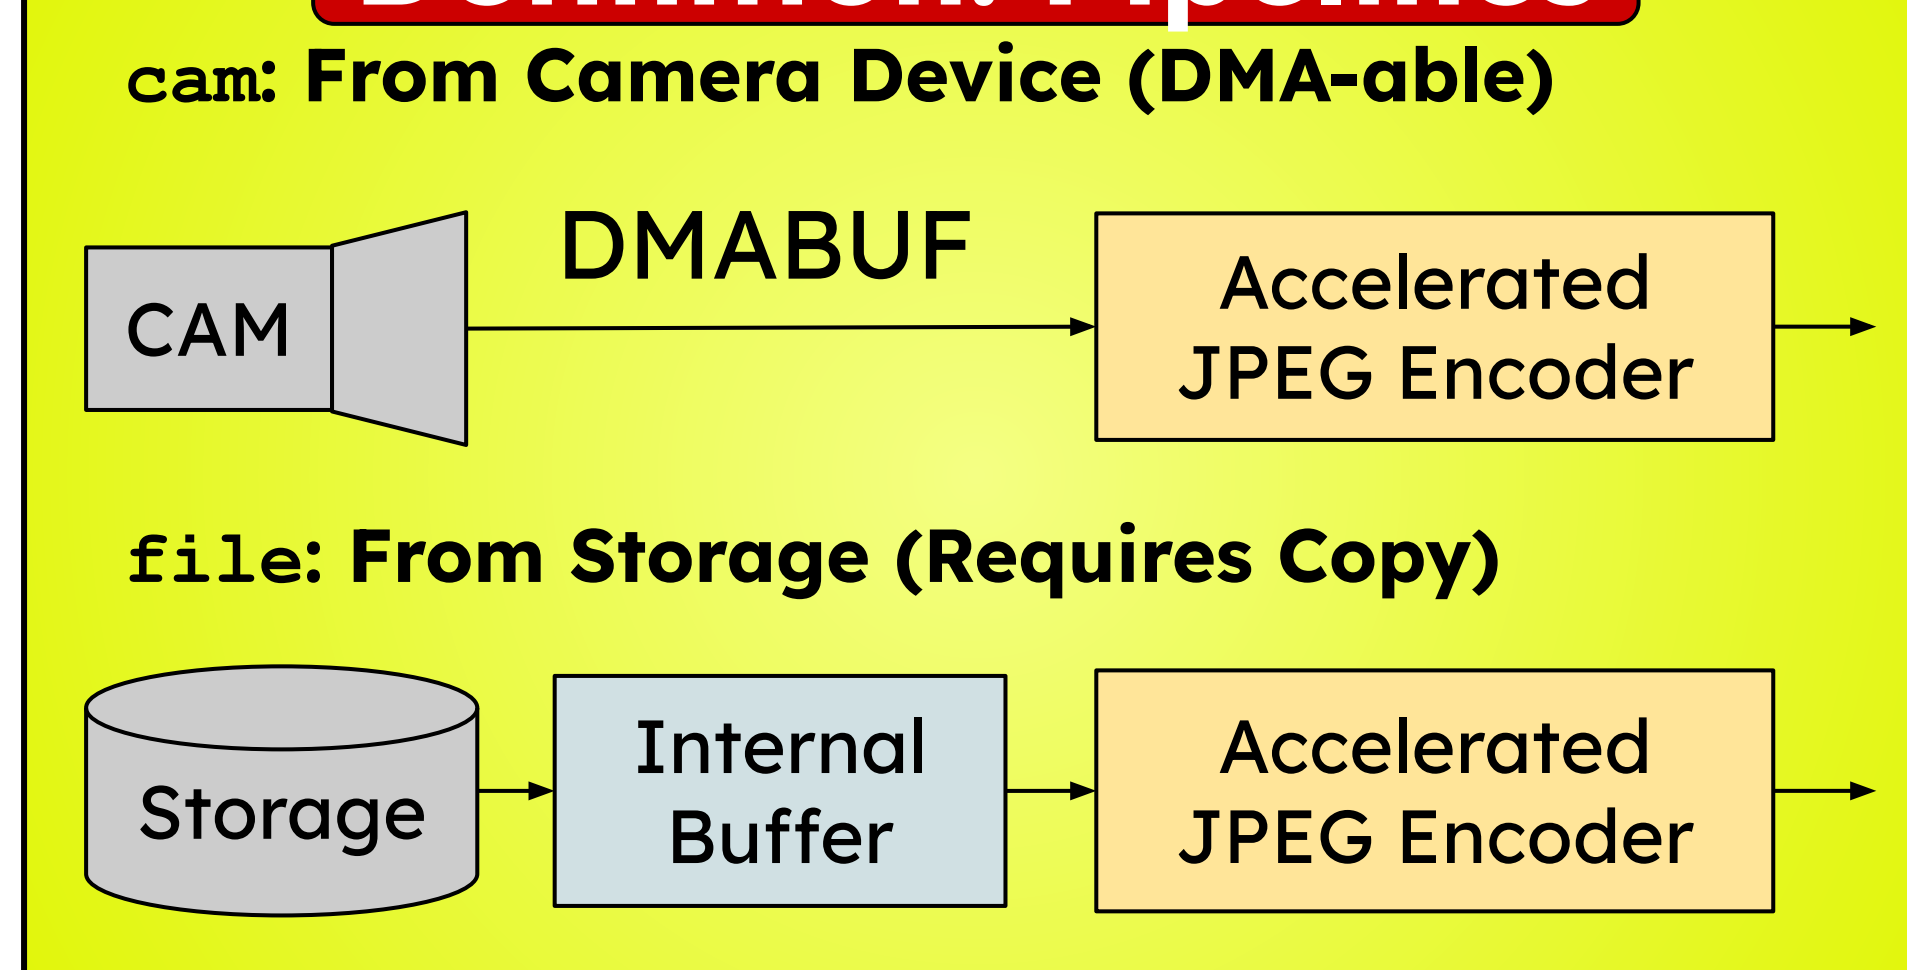 cam: From Camera Device (DMA-able)
DMABUF
CAM
Accelerated
JPEG Encoder
file: From Storage (Requires Copy)
Storage
Internal
Buffer
Accelerated
JPEG Encoder